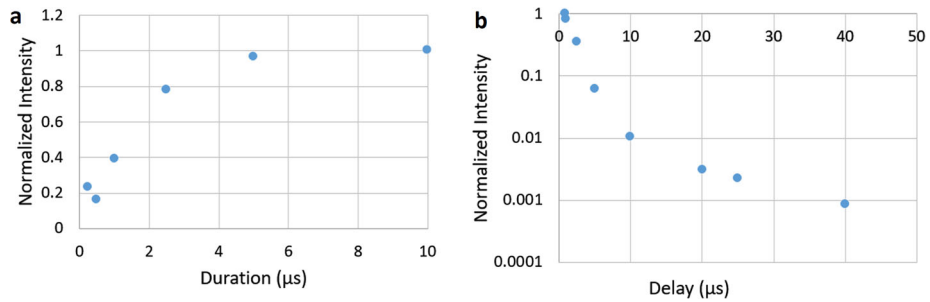 a
1.2
1
0.8
0.6
0.4
0.2
0
Normalized Intensity
0 2 4 6 8 10
Duration (μs)
b
1
0.1
0.01
0.001
0.0001
Normalized Intensity
0 10 20 30 40 50
Delay (μs)